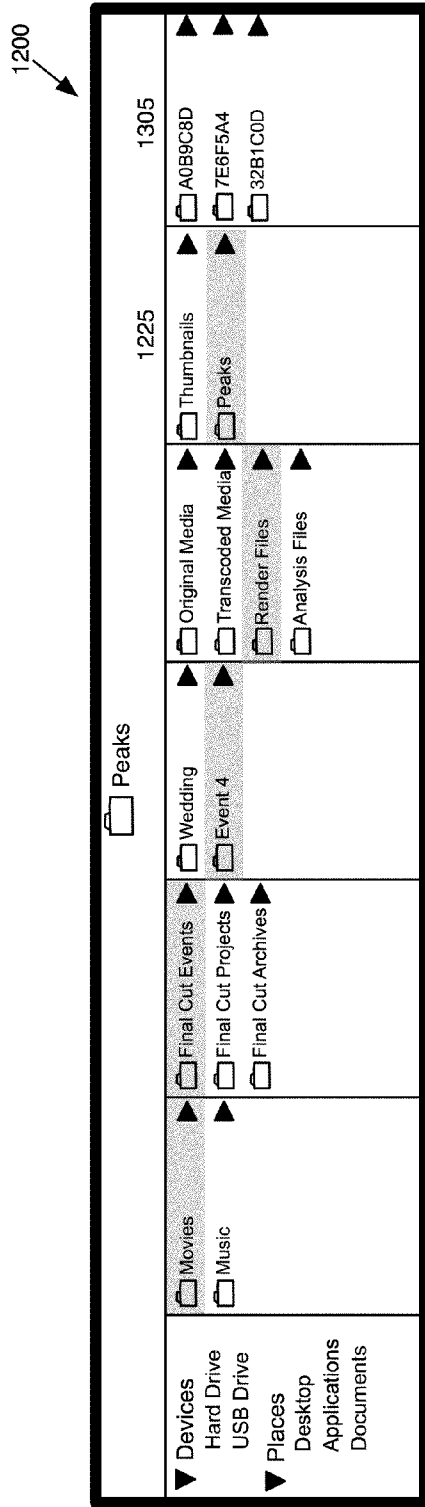 1200
Peaks
1225
1305
Devices
Hard Drive
USB Drive
Places
Desktop
Applications
Documents
Movies
Music
Final Cut Events
Final Cut Projects
Final Cut Archives
Wedding
Event 4
Original Media
Transcoded Media
Render Files
Analysis Files
Thumbnails
Peaks
A0B9C8D
7E6F5A4
32B1C0D